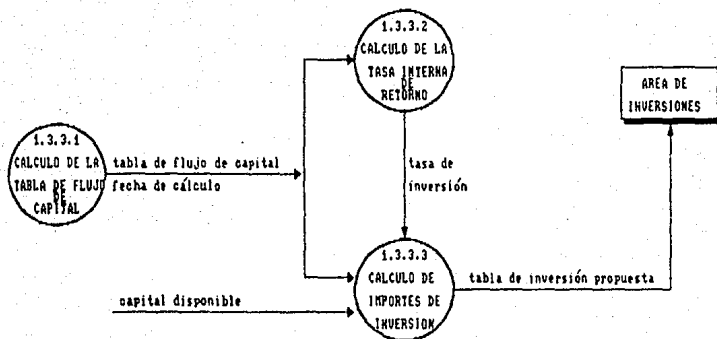 1.3.3.2
CALCULO DE LA
TASA INTERNA
DE
RETORNO
AREA DE
INVERSIONES
1.3.3.1
CALCULO DE LA
TABLA DE FLUJO
DE
CAPITAL
tabla de flujo de capital
fecha de cálculo
tasa de
inversión
1.3.3.3
CALCULO DE
IMPORTES DE
INVERSION
tabla de inversión propuesta
capital disponible